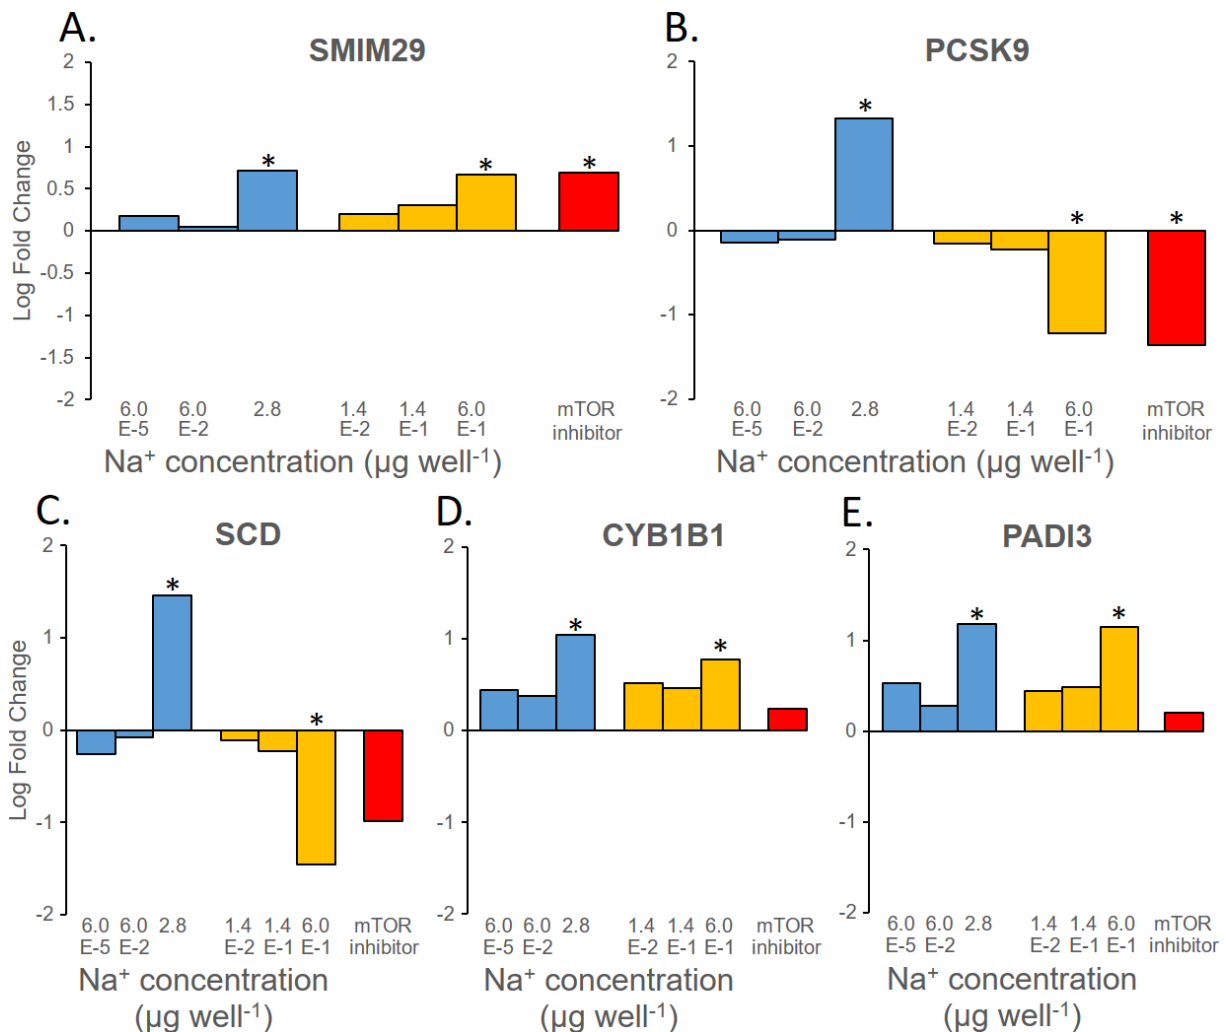 A.
SMIM29
2
1.5
1
0.5
0
-0.5
-1
-1.5
-2
Log Fold Change
* * *
6.0 6.0 2.8 1.4 1.4 6.0 mTOR
E-5 E-2 E-2 E-1 E-1 inhibitor
Na⁺ concentration (µg well⁻¹)
B.
PCSK9
2
1
0
-1
-2
* * *
6.0 6.0 2.8 1.4 1.4 6.0 mTOR
E-5 E-2 E-2 E-1 E-1 inhibitor
Na⁺ concentration (µg well⁻¹)
C.
SCD
2
1
0
-1
-2
Log Fold Change
* *
6.0 6.0 2.8 1.4 1.4 6.0 mTOR
E-5 E-2 E-2 E-1 E-1 inhibitor
Na⁺ concentration
(µg well⁻¹)
D.
CYB1B1
2
1
0
-1
-2
* *
6.0 6.0 2.8 1.4 1.4 6.0 mTOR
E-5 E-2 E-2 E-1 E-1 inhibitor
Na⁺ concentration
(µg well⁻¹)
E.
PADI3
2
1
0
-1
-2
* *
6.0 6.0 2.8 1.4 1.4 6.0 mTOR
E-5 E-2 E-2 E-1 E-1 inhibitor
Na⁺ concentration
(µg well⁻¹)